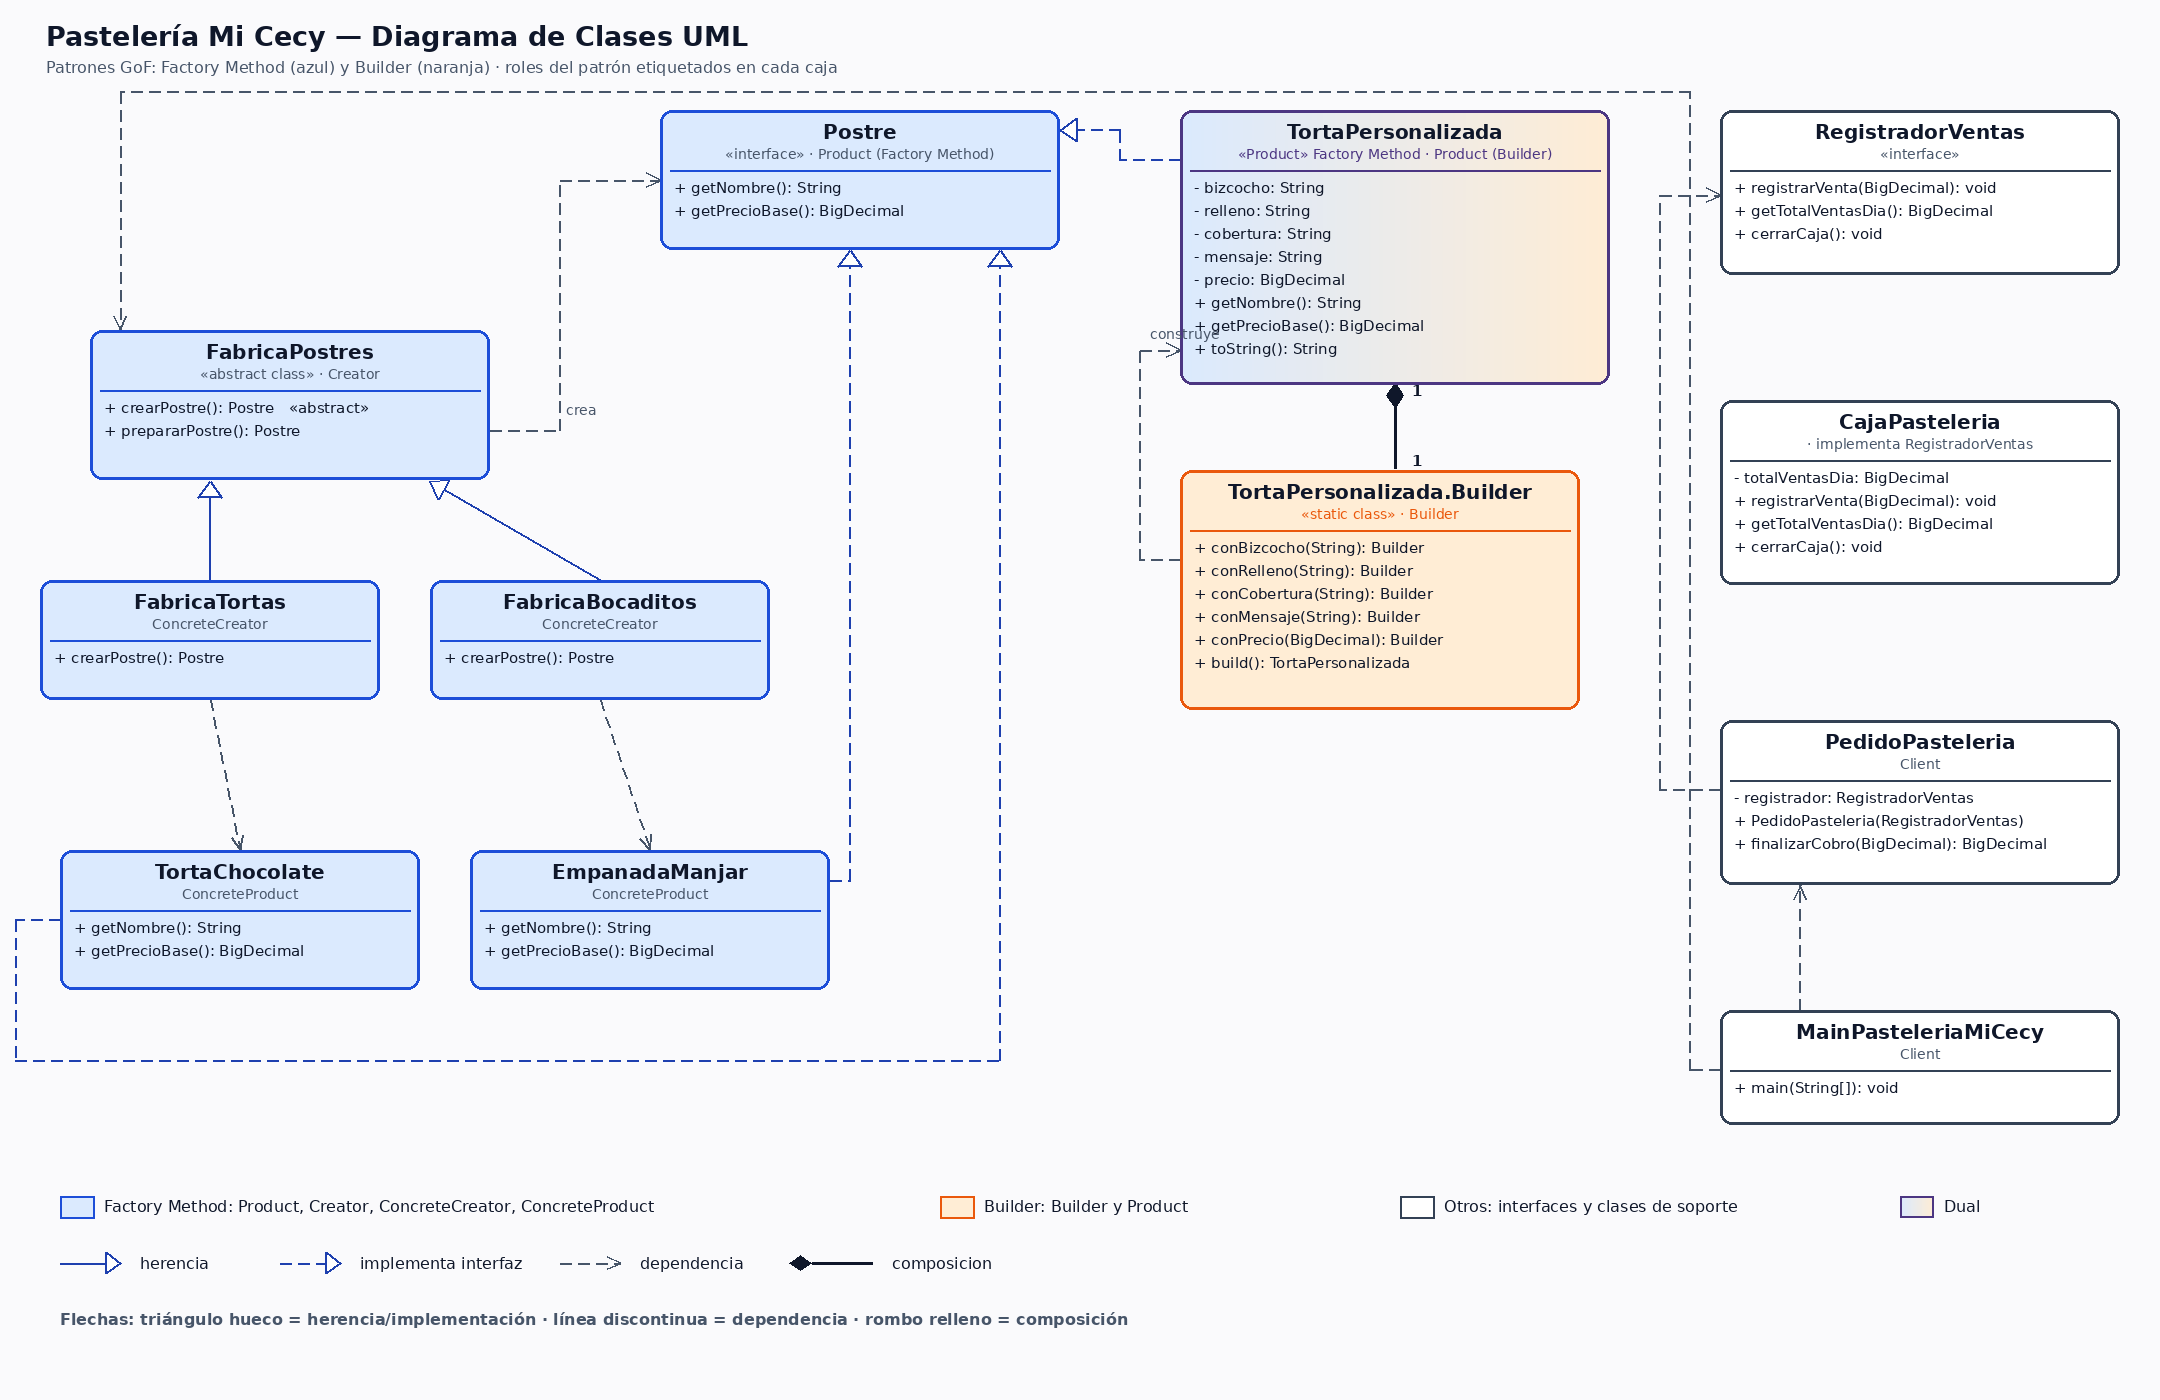 Pastelería Mi Cecy — Diagrama de Clases UML
Patrones GoF: Factory Method (azul) y Builder (naranja) · roles del patrón etiquetados en cada caja
Postre
«interface» · Product (Factory Method)
+ getNombre(): String
+ getPrecioBase(): BigDecimal
TortaPersonalizada
«Product» Factory Method · Product (Builder)
- bizcocho: String
- relleno: String
- cobertura: String
- mensaje: String
- precio: BigDecimal
+ getNombre(): String
+ getPrecioBase(): BigDecimal
+ toString(): String
construye
1
1
RegistradorVentas
«interface»
+ registrarVenta(BigDecimal): void
+ getTotalVentasDia(): BigDecimal
+ cerrarCaja(): void
FabricaPostres
«abstract class» · Creator
+ crearPostre(): Postre «abstract»
+ prepararPostre(): Postre
crea
CajaPasteleria
· implementa RegistradorVentas
- totalVentasDia: BigDecimal
+ registrarVenta(BigDecimal): void
+ getTotalVentasDia(): BigDecimal
+ cerrarCaja(): void
TortaPersonalizada.Builder
«static class» · Builder
+ conBizcocho(String): Builder
+ conRelleno(String): Builder
+ conCobertura(String): Builder
+ conMensaje(String): Builder
+ conPrecio(BigDecimal): Builder
+ build(): TortaPersonalizada
FabricaTortas
ConcreteCreator
+ crearPostre(): Postre
FabricaBocaditos
ConcreteCreator
+ crearPostre(): Postre
PedidoPasteleria
Client
- registrador: RegistradorVentas
+ PedidoPasteleria(RegistradorVentas)
+ finalizarCobro(BigDecimal): BigDecimal
TortaChocolate
ConcreteProduct
+ getNombre(): String
+ getPrecioBase(): BigDecimal
EmpanadaManjar
ConcreteProduct
+ getNombre(): String
+ getPrecioBase(): BigDecimal
MainPasteleriaMiCecy
Client
+ main(String[]): void
Factory Method: Product, Creator, ConcreteCreator, ConcreteProduct
Builder: Builder y Product
Otros: interfaces y clases de soporte
Dual
herencia
implementa interfaz
dependencia
composicion
Flechas: triángulo hueco = herencia/implementación · línea discontinua = dependencia · rombo relleno = composición